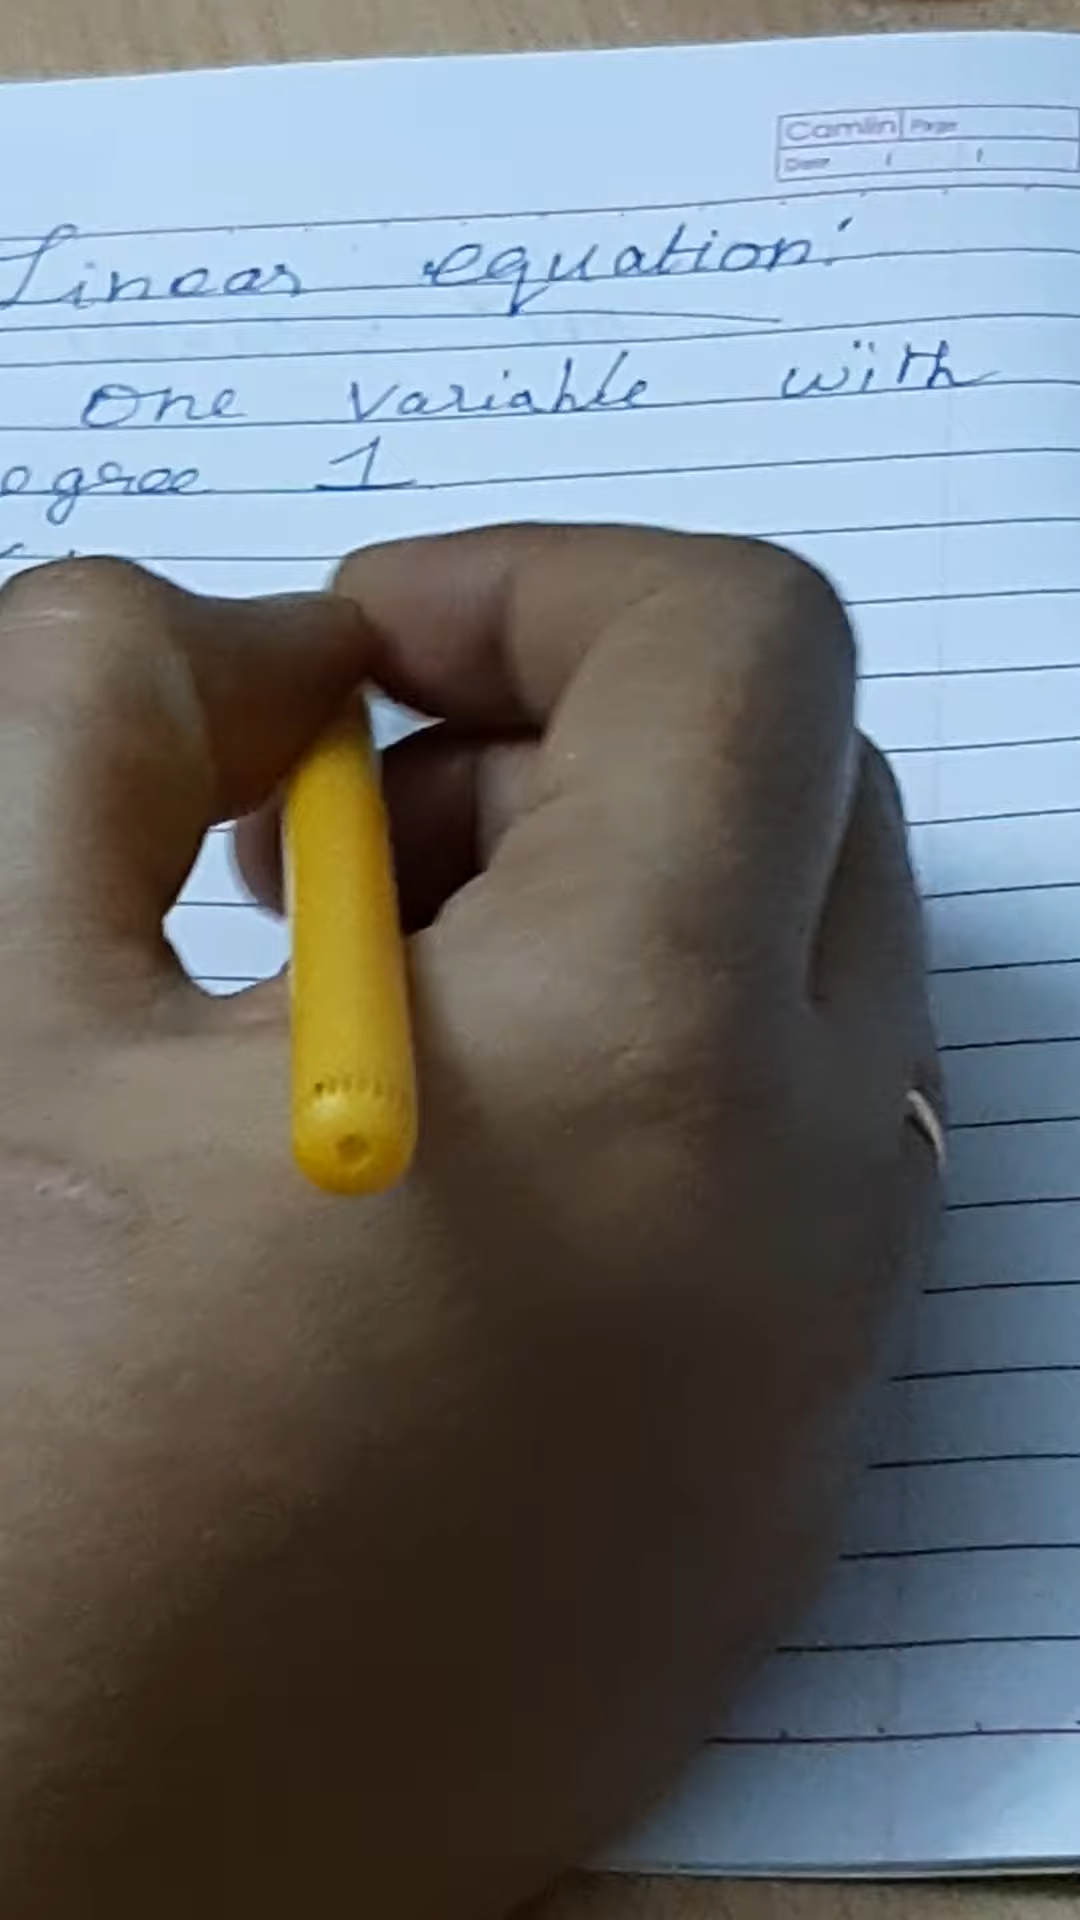 Camlin Page
Date / /
Linear equation:
One variable with
egree 1